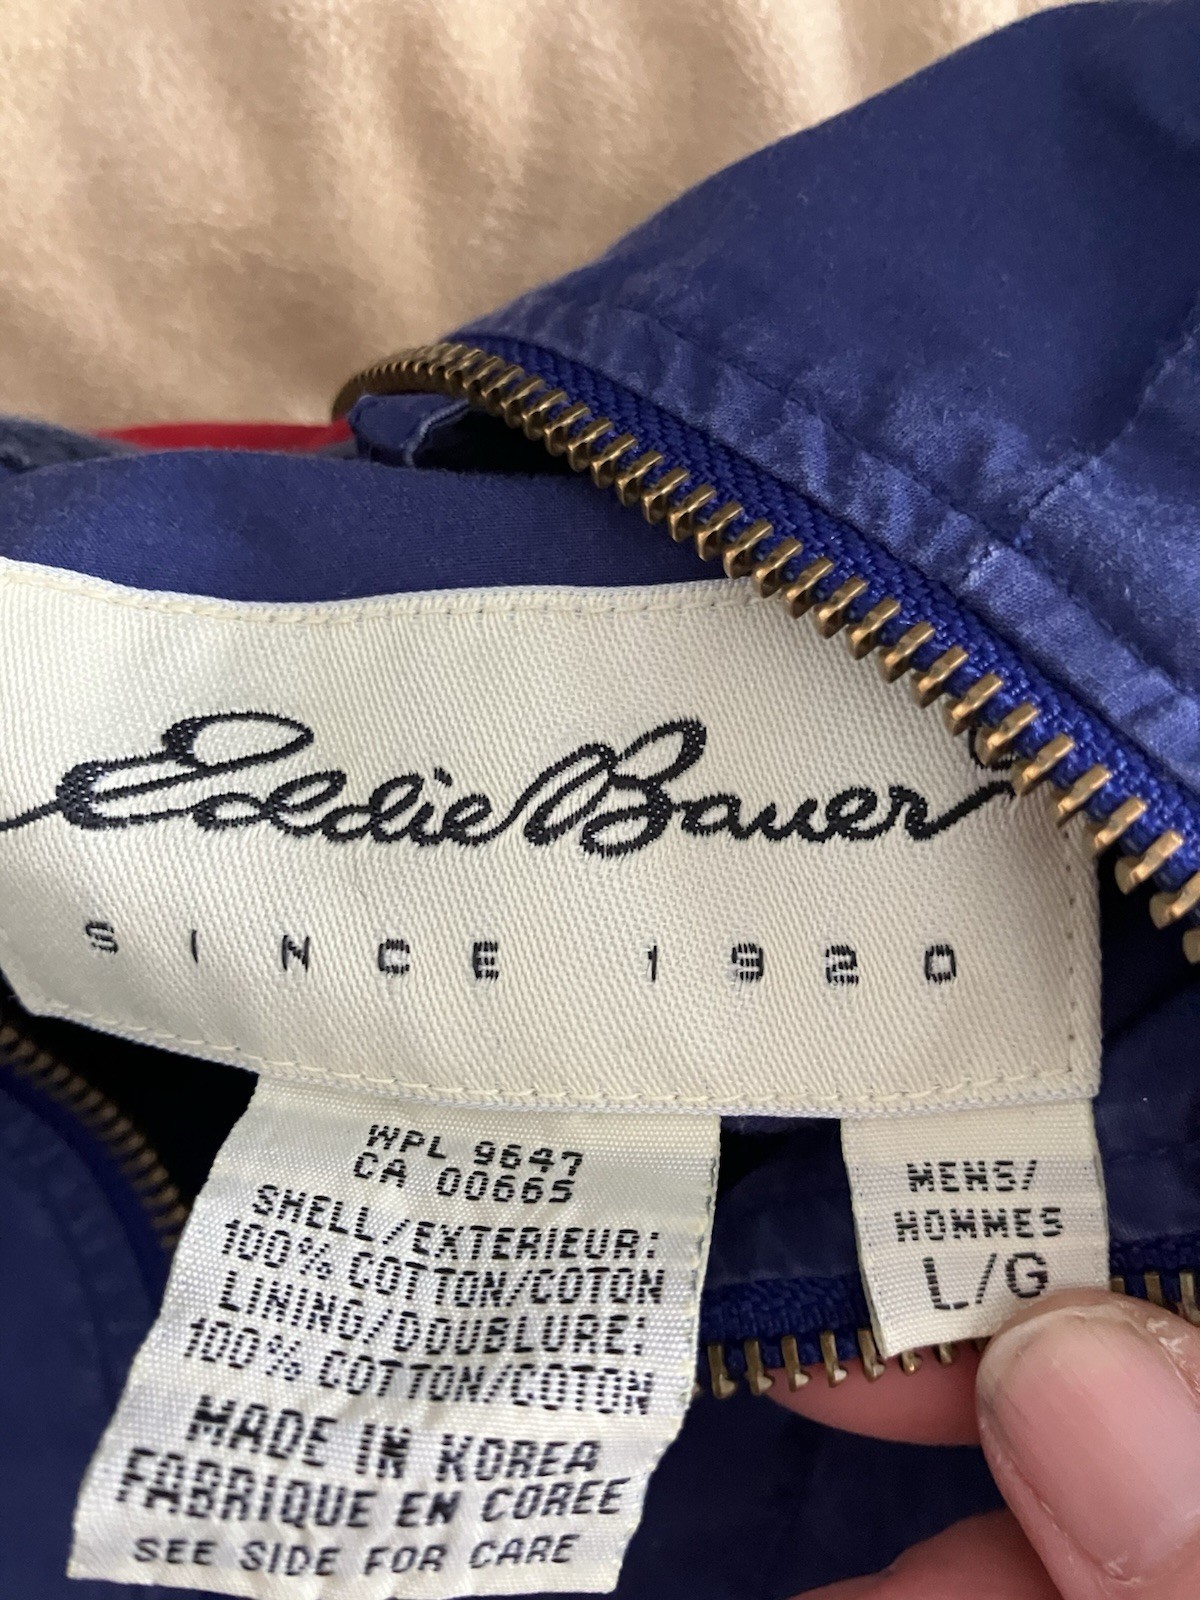 Eddie Bauer
SINCE 1920
WPL 9647
CA 00665
SHELL/EXTERIEUR:
100% COTTON/COTON
LINING/DOUBLURE:
100% COTTON/COTON
MADE IN KOREA
FABRIQUE EN COREE
SEE SIDE FOR CARE
MENS/
HOMMES
L/G